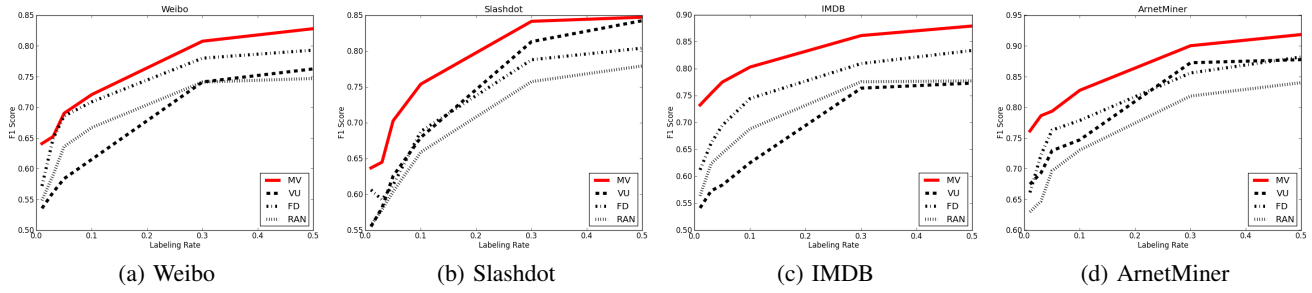 Weibo
0.85
0.80
0.75
0.70
0.65
0.60
0.55
0.50
F1 Score
0.0 0.1 0.2 0.3 0.4 0.5
Labeling Rate
MV
VU
FD
RAN
(a) Weibo
Slashdot
0.85
0.80
0.75
0.70
0.65
0.60
0.55
F1 Score
0.0 0.1 0.2 0.3 0.4 0.5
Labeling Rate
MV
VU
FD
RAN
(b) Slashdot
IMDB
0.90
0.85
0.80
0.75
0.70
0.65
0.60
0.55
0.50
F1 Score
0.0 0.1 0.2 0.3 0.4 0.5
Labeling Rate
MV
VU
FD
RAN
(c) IMDB
ArnetMiner
0.95
0.90
0.85
0.80
0.75
0.70
0.65
0.60
F1 Score
0.0 0.1 0.2 0.3 0.4 0.5
Labeling Rate
MV
VU
FD
RAN
(d) ArnetMiner